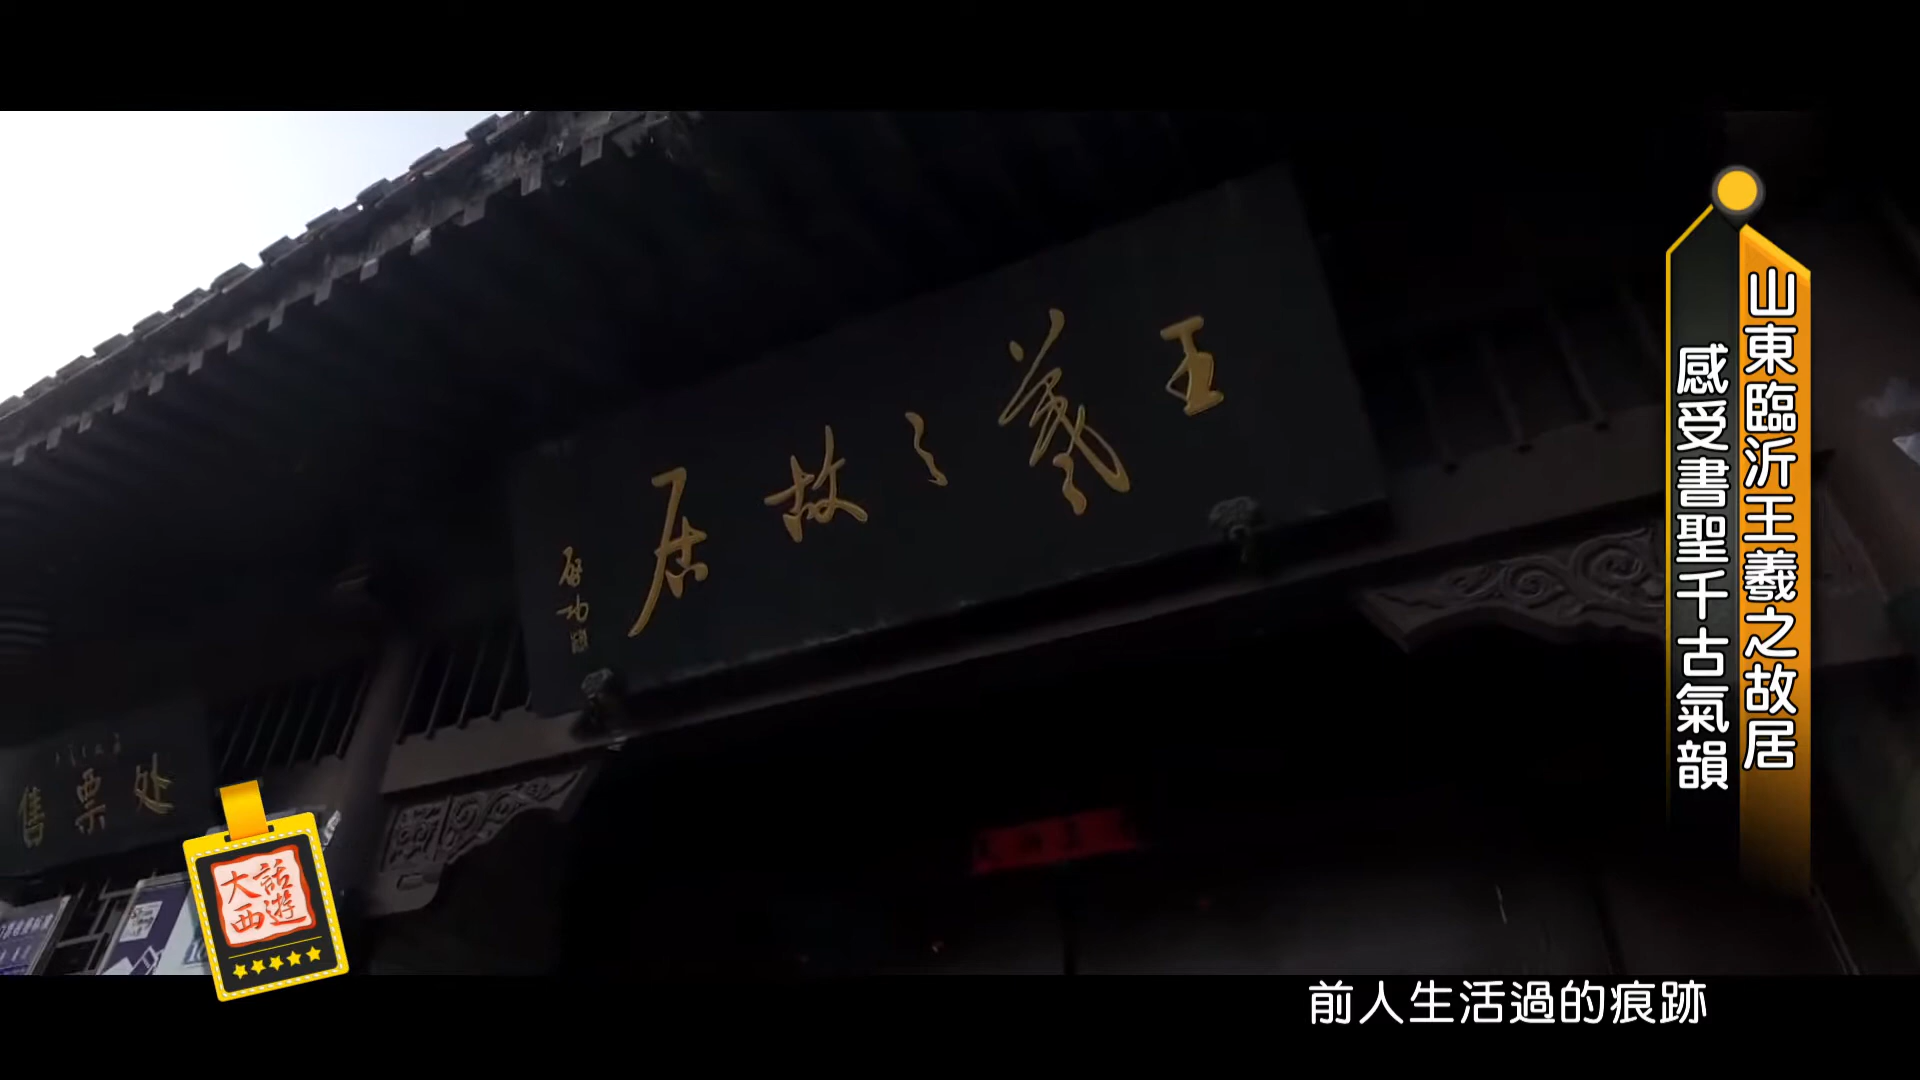 山東臨沂王羲之故居
感受書聖千古氣韻
王羲之故居
啟功題
售票处
大話
西遊
前人生活過的痕跡